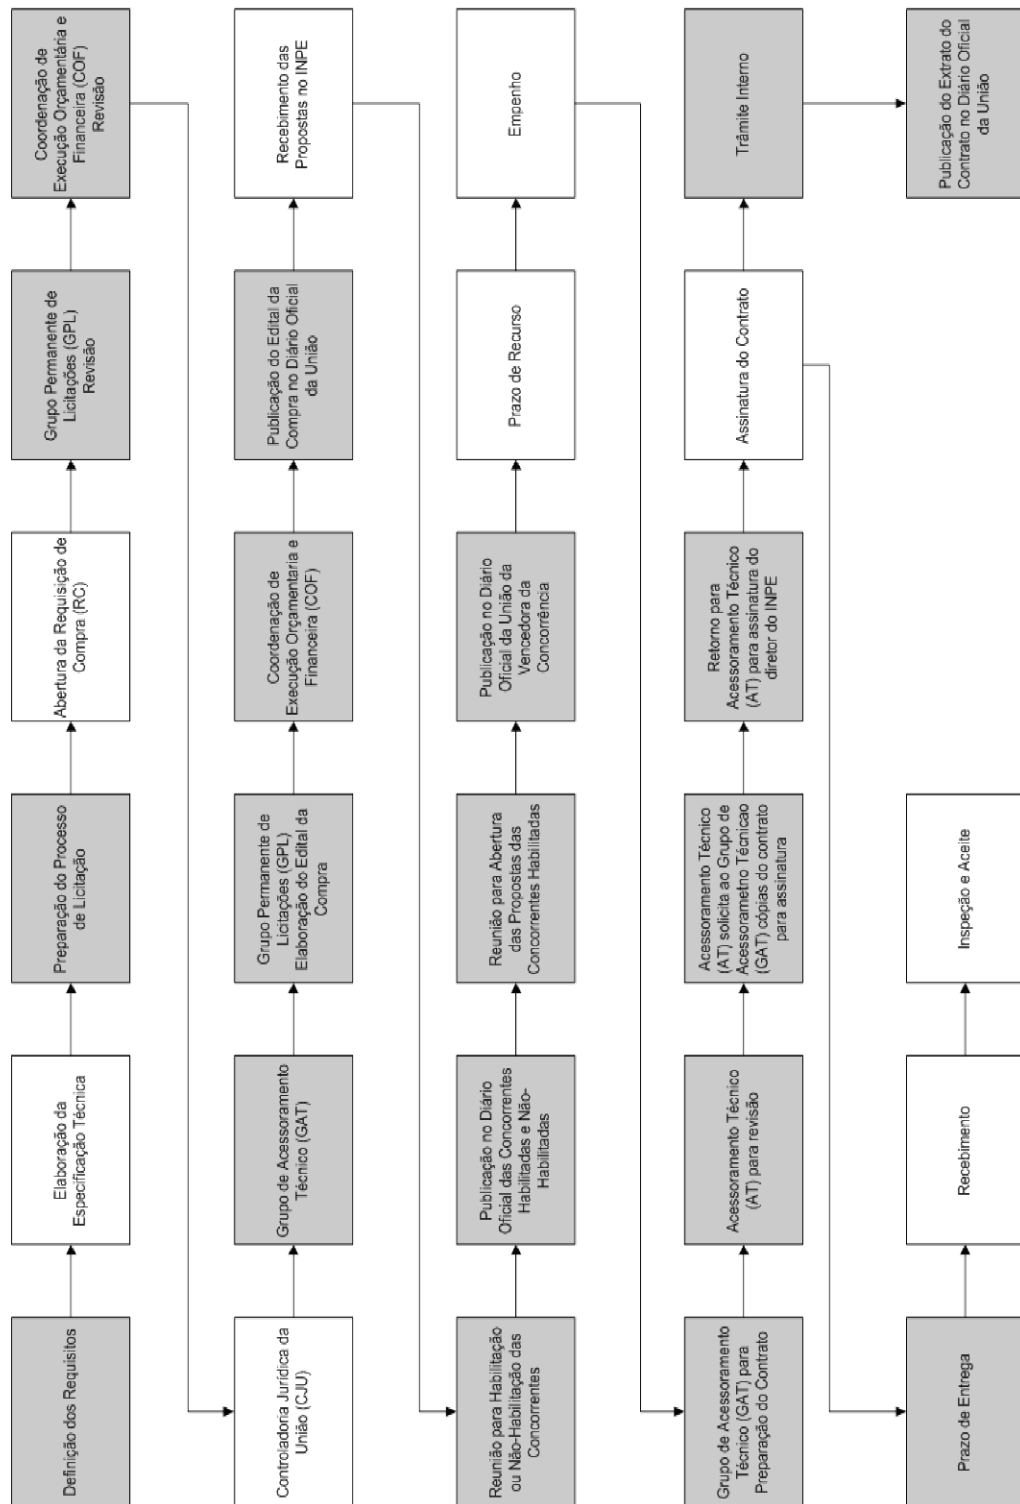 Definição dos Requisitos
Elaboração da
Especificação Técnica
Preparação do Processo
de Licitação
Abertura da Requisição de
Compra (RC)
Grupo Permanente de
Licitações (GPL)
Revisão
Coordenação de
Execução Orçamentária e
Financeira (COF)
Revisão
Controladoria Jurídica da
União (CJU)
Grupo de Acessoramento
Técnico (GAT)
Grupo Permanente de
Licitações (GPL)
Elaboração do Edital da
Compra
Coordenação de
Execução Orçamentaria e
Financeira (COF)
Publicação do Edital da
Compra no Diário Oficial
da União
Recebimento das
Propostas no INPE
Reunião para Habilitação
ou Não-Habilitação das
Concorrentes
Publicação no Diário
Oficial das Concorrentes
Habilitadas e Não-
Habilitadas
Reunião para Abertura
das Propostas das
Concorrentes Habilitadas
Publicação no Diário
Oficial da União da
Vencedora da
Concorrência
Prazo de Recurso
Empenho
Grupo de Acessoramento
Técnico (GAT) para
Preparação do Contrato
Acessoramento Técnico
(AT) para revisão
Acessoramento Técnico
(AT) solicita ao Grupo de
Acessorametno Técnicao
(GAT) cópias do contrato
para assinatura
Retorno para
Acessoramento Técnico
(AT) para assinatura do
diretor do INPE
Assinatura do Contrato
Trâmite Interno
Prazo de Entrega
Recebimento
Inspeção e Aceite
Publicação do Extrato do
Contrato no Diário Oficial
da União